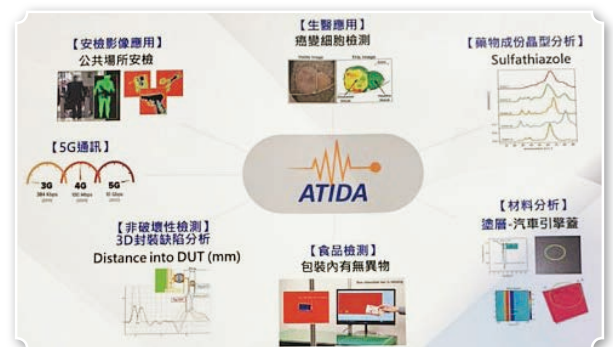 【安檢影像應用】
公共場所安檢
【生醫應用】
癌變細胞檢測
【藥物成份晶型分析】
Sulfathiazole
【5G通訊】
3G
4G
5G
ATIDA
【非破壞性檢測】
3D封裝缺陷分析
Distance into DUT (mm)
【食品檢測】
包裝內有無異物
【材料分析】
塗層-汽車引擎蓋